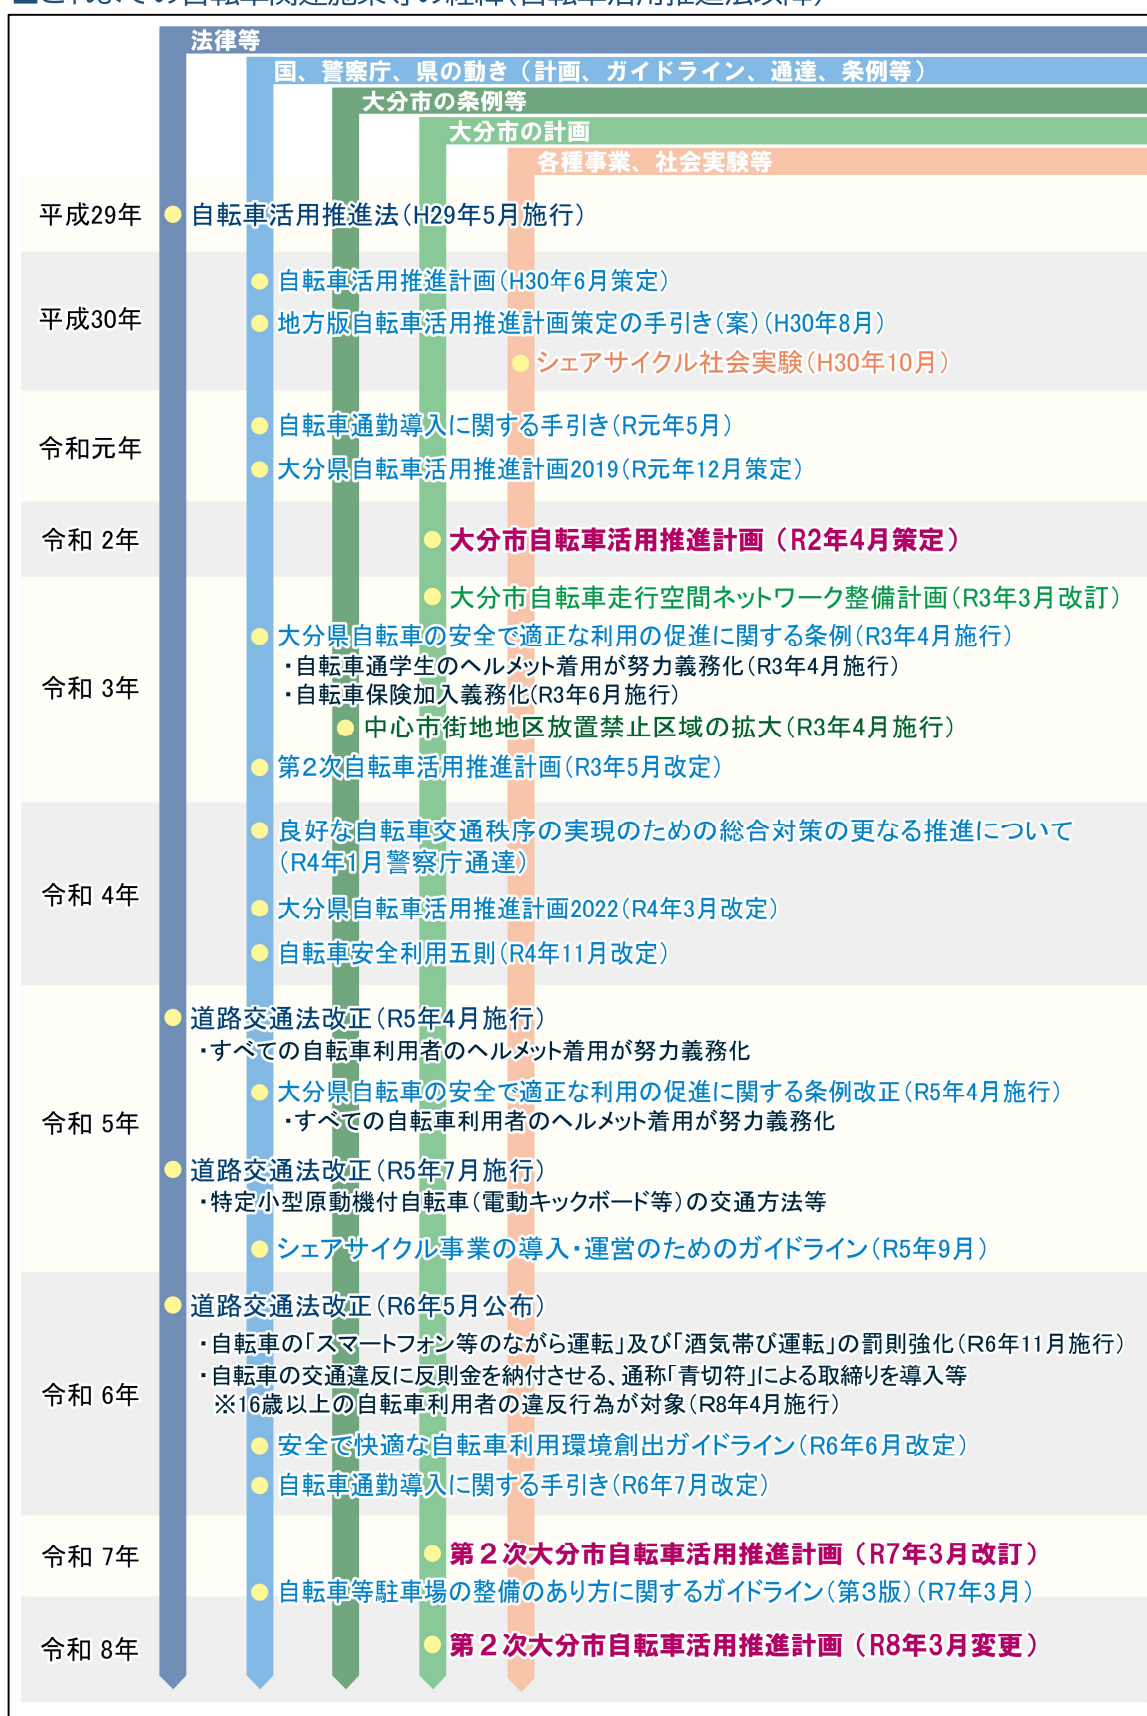 ■これまでの自転車関連施策等の経緯（自転車活用推進法以降）
法律等
国、警察庁、県の動き（計画、ガイドライン、通達、条例等）
大分市の条例等
大分市の計画
各種事業、社会実験等
平成29年
自転車活用推進法（H29年5月施行）
平成30年
自転車活用推進計画（H30年6月策定）
地方版自転車活用推進計画策定の手引き（案）（H30年8月）
シェアサイクル社会実験（H30年10月）
令和元年
自転車通勤導入に関する手引き（R元年5月）
大分県自転車活用推進計画2019（R元年12月策定）
令和 2年
大分市自転車活用推進計画（R2年4月策定）
令和 3年
大分市自転車走行空間ネットワーク整備計画（R3年3月改訂）
大分県自転車の安全で適正な利用の促進に関する条例（R3年4月施行）
・自転車通学生のヘルメット着用が努力義務化（R3年4月施行）
・自転車保険加入義務化（R3年6月施行）
中心市街地地区放置禁止区域の拡大（R3年4月施行）
第２次自転車活用推進計画（R3年5月改定）
令和 4年
良好な自転車交通秩序の実現のための総合対策の更なる推進について
（R4年1月警察庁通達）
大分県自転車活用推進計画2022（R4年3月改定）
自転車安全利用五則（R4年11月改定）
令和 5年
道路交通法改正（R5年4月施行）
・すべての自転車利用者のヘルメット着用が努力義務化
大分県自転車の安全で適正な利用の促進に関する条例改正（R5年4月施行）
・すべての自転車利用者のヘルメット着用が努力義務化
道路交通法改正（R5年7月施行）
・特定小型原動機付自転車（電動キックボード等）の交通方法等
シェアサイクル事業の導入・運営のためのガイドライン（R5年9月）
令和 6年
道路交通法改正（R6年5月公布）
・自転車の「スマートフォン等のながら運転」及び「酒気帯び運転」の罰則強化（R6年11月施行）
・自転車の交通違反に反則金を納付させる、通称「青切符」による取締りを導入等
※16歳以上の自転車利用者の違反行為が対象（R8年4月施行）
安全で快適な自転車利用環境創出ガイドライン（R6年6月改定）
自転車通勤導入に関する手引き（R6年7月改定）
令和 7年
第２次大分市自転車活用推進計画（R7年3月改訂）
自転車等駐車場の整備のあり方に関するガイドライン（第３版）（R7年3月）
令和 8年
第２次大分市自転車活用推進計画（R8年3月変更）